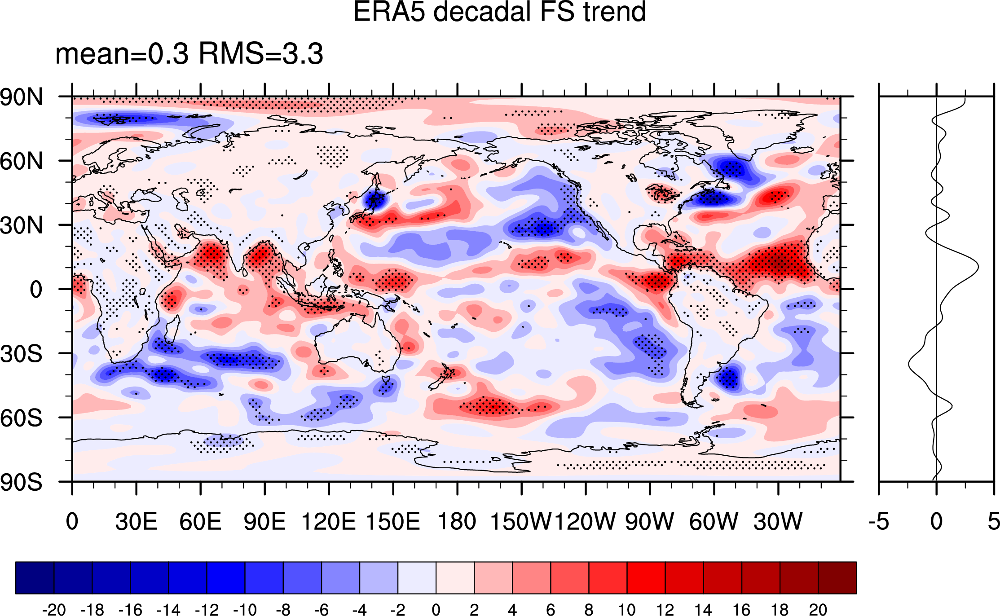 ERA5 decadal FS trend
mean=0.3 RMS=3.3
90N
60N
30N
0
30S
60S
90S
0 30E 60E 90E 120E 150E 180 150W 120W 90W 60W 30W
-5 0 5
-20 -18 -16 -14 -12 -10 -8 -6 -4 -2 0 2 4 6 8 10 12 14 16 18 20